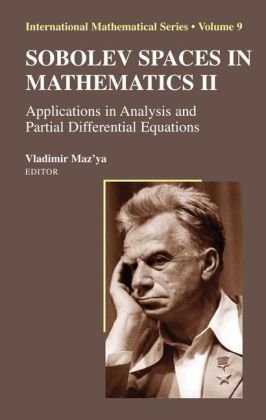 International Mathematical Series • Volume 9
SOBOLEV SPACES IN
MATHEMATICS II
Applications in Analysis and
Partial Differential Equations
Vladimir Maz'ya
EDITOR